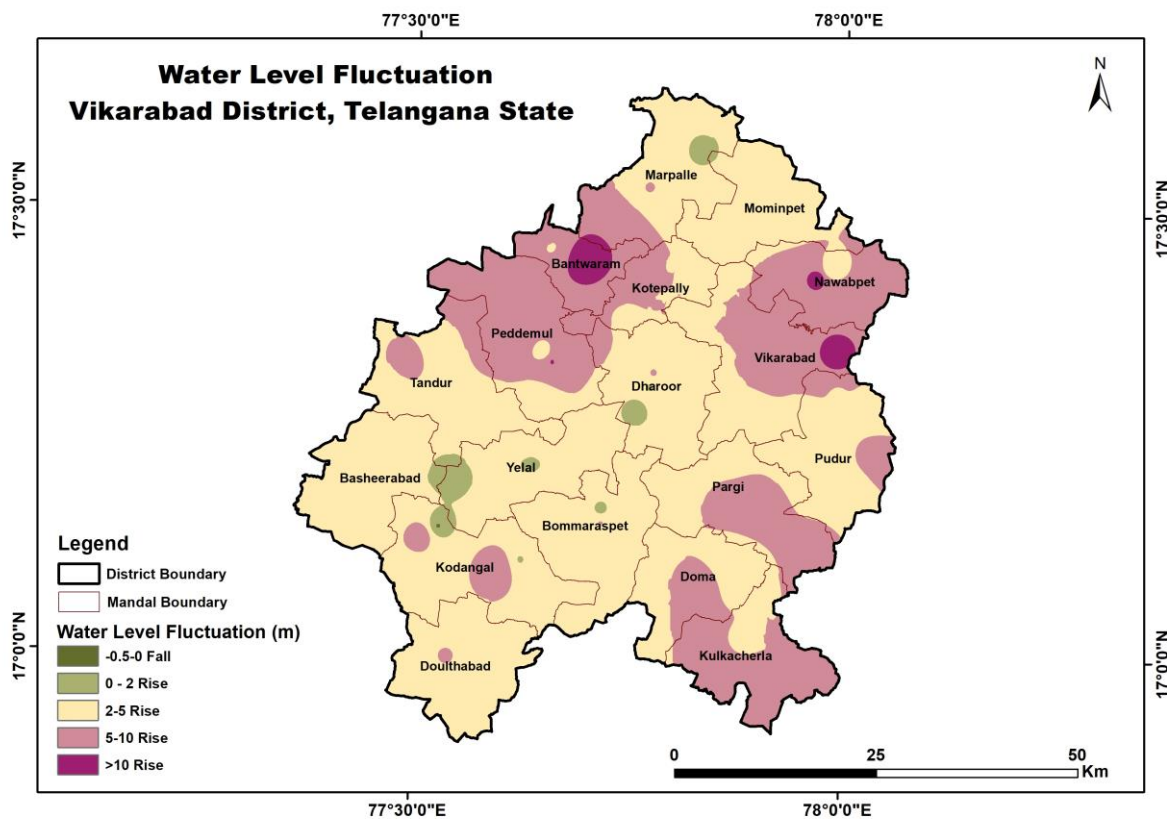 77°30'0"E
78°0'0"E
Water Level Fluctuation
Vikarabad District, Telangana State
N
17°30'0"N
17°30'0"N
Marpalle
Mominpet
Bantwaram
Kotepally
Nawabpet
Peddemul
Vikarabad
Tandur
Dharoor
Basheerabad
Yelal
Pudur
Pargi
Bommaraspet
Kodangal
Doma
Kulkacherla
Doulthabad
17°0'0"N
17°0'0"N
Legend
District Boundary
Mandal Boundary
Water Level Fluctuation (m)
-0.5-0 Fall
0 - 2 Rise
2-5 Rise
5-10 Rise
>10 Rise
0 25 50
Km
77°30'0"E
78°0'0"E